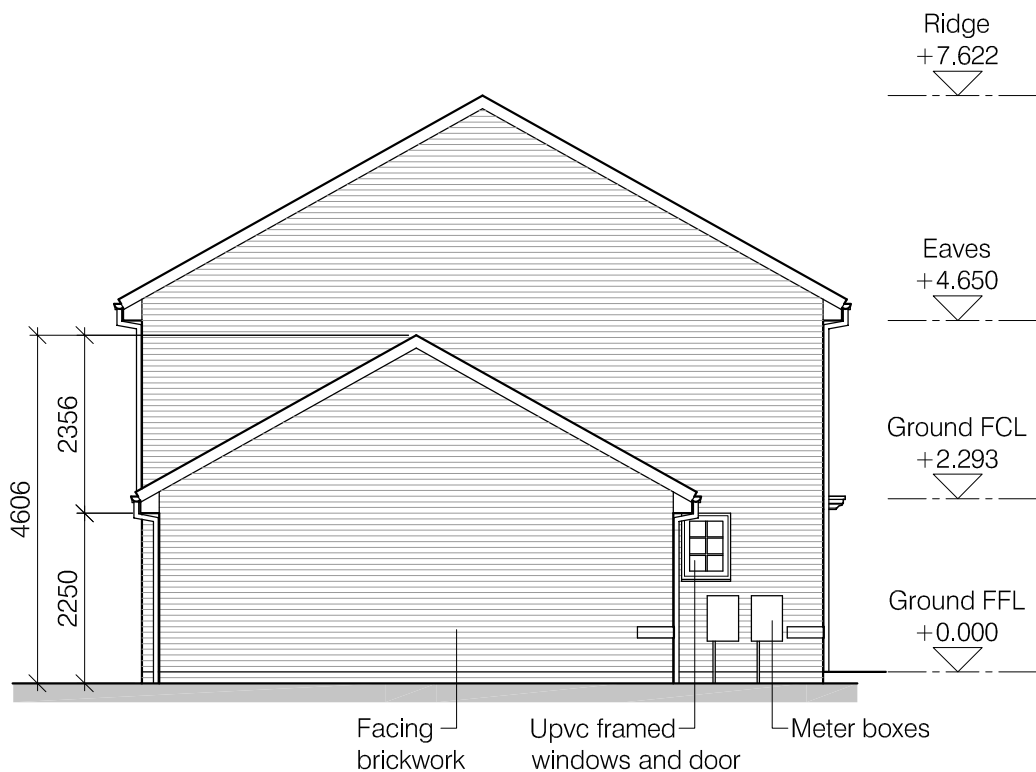 Ridge
+7.622
Eaves
+4.650
Ground FCL
+2.293
Ground FFL
+0.000
4606
2356
2250
Facing
brickwork
Upvc framed
windows and door
Meter boxes